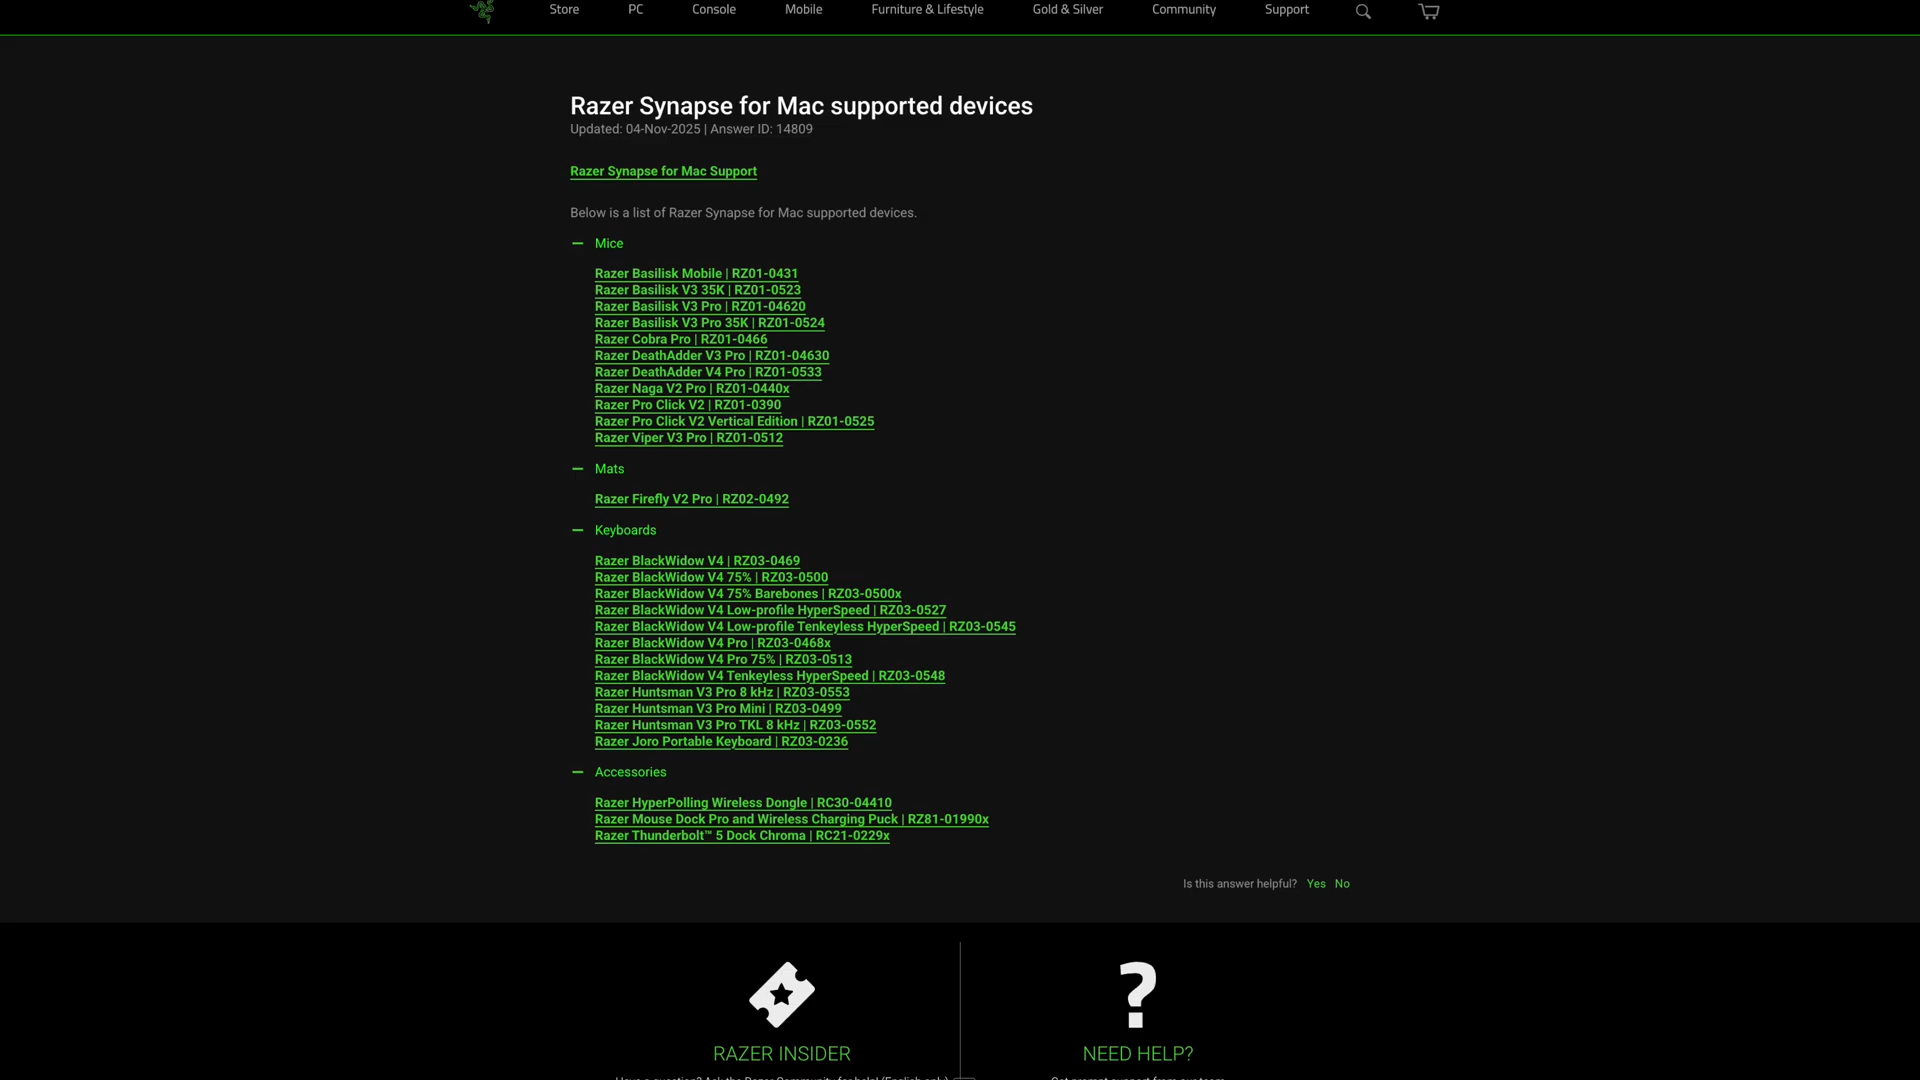 Store
PC
Console
Mobile
Furniture & Lifestyle
Gold & Silver
Community
Support
Razer Synapse for Mac supported devices
Updated: 04-Nov-2025 | Answer ID: 14809
Razer Synapse for Mac Support
Below is a list of Razer Synapse for Mac supported devices.
Mice
Razer Basilisk Mobile | RZ01-0431
Razer Basilisk V3 35K | RZ01-0523
Razer Basilisk V3 Pro | RZ01-04620
Razer Basilisk V3 Pro 35K | RZ01-0524
Razer Cobra Pro | RZ01-0466
Razer DeathAdder V3 Pro | RZ01-04630
Razer DeathAdder V4 Pro | RZ01-0533
Razer Naga V2 Pro | RZ01-0440x
Razer Pro Click V2 | RZ01-0390
Razer Pro Click V2 Vertical Edition | RZ01-0525
Razer Viper V3 Pro | RZ01-0512
Mats
Razer Firefly V2 Pro | RZ02-0492
Keyboards
Razer BlackWidow V4 | RZ03-0469
Razer BlackWidow V4 75% | RZ03-0500
Razer BlackWidow V4 75% Barebones | RZ03-0500x
Razer BlackWidow V4 Low-profile HyperSpeed | RZ03-0527
Razer BlackWidow V4 Low-profile Tenkeyless HyperSpeed | RZ03-0545
Razer BlackWidow V4 Pro | RZ03-0468x
Razer BlackWidow V4 Pro 75% | RZ03-0513
Razer BlackWidow V4 Tenkeyless HyperSpeed | RZ03-0548
Razer Huntsman V3 Pro 8 kHz | RZ03-0553
Razer Huntsman V3 Pro Mini | RZ03-0499
Razer Huntsman V3 Pro TKL 8 kHz | RZ03-0552
Razer Joro Portable Keyboard | RZ03-0236
Accessories
Razer HyperPolling Wireless Dongle | RC30-04410
Razer Mouse Dock Pro and Wireless Charging Puck | RZ81-01990x
Razer Thunderbolt™ 5 Dock Chroma | RC21-0229x
Is this answer helpful? Yes No
RAZER INSIDER
NEED HELP?